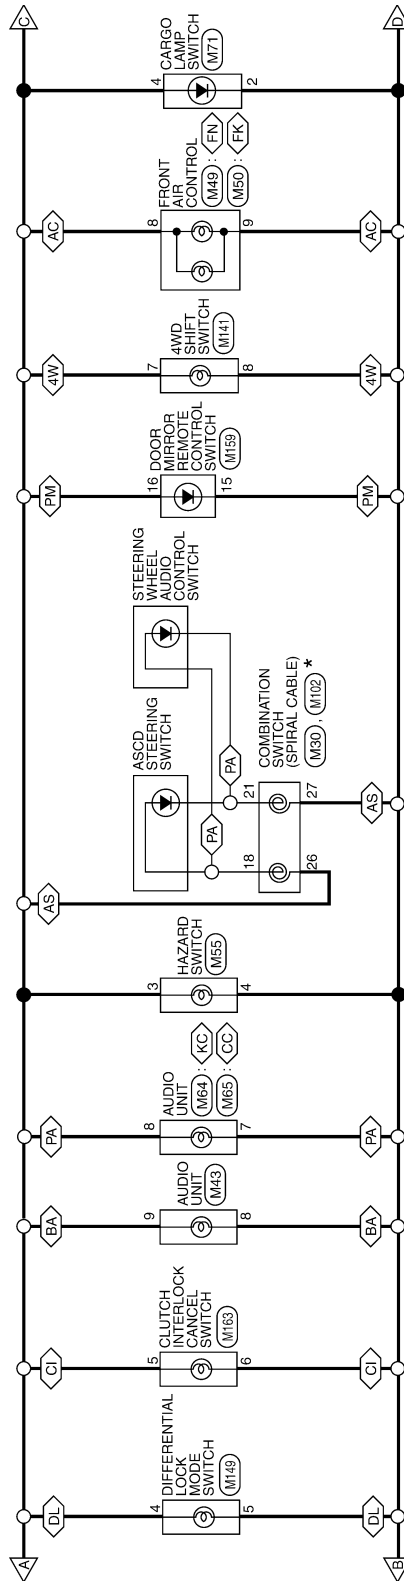 A
C
DL
CI
BA
PA
AS
PM
4W
AC
4
DIFFERENTIAL
LOCK
MODE
SWITCH
M149
5
5
CLUTCH
INTERLOCK
CANCEL
SWITCH
M163
6
9
AUDIO
UNIT
M43
8
8
AUDIO
UNIT
M64 : KC
M65 : CC
7
3
HAZARD
SWITCH
M55
4
ASCD
STEERING
SWITCH
STEERING
WHEEL
AUDIO
CONTROL
SWITCH
PA
PA
18
21
COMBINATION
SWITCH
(SPIRAL CABLE)
M30 , M102 *
26
27
16
DOOR
MIRROR
REMOTE
CONTROL
SWITCH
M159
15
7
4WD
SHIFT
SWITCH
M141
8
8
FRONT
AIR
CONTROL
M49 : FN
M50 : FK
9
4
CARGO
LAMP
SWITCH
M71
2
DL
CI
BA
PA
AS
PM
4W
AC
B
D